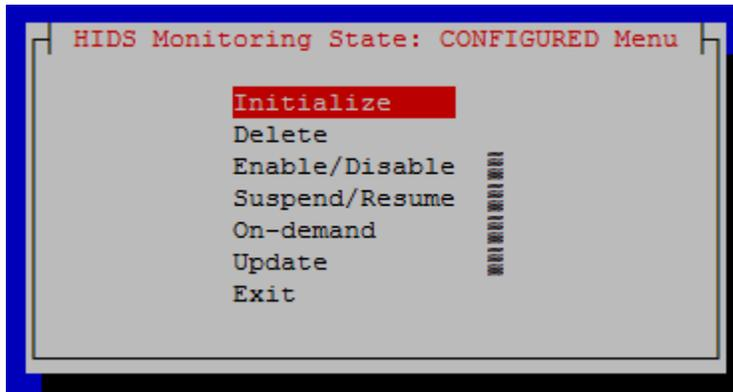 HIDS Monitoring State: CONFIGURED Menu
Initialize
Delete
Enable/Disable
Suspend/Resume
On-demand
Update
Exit